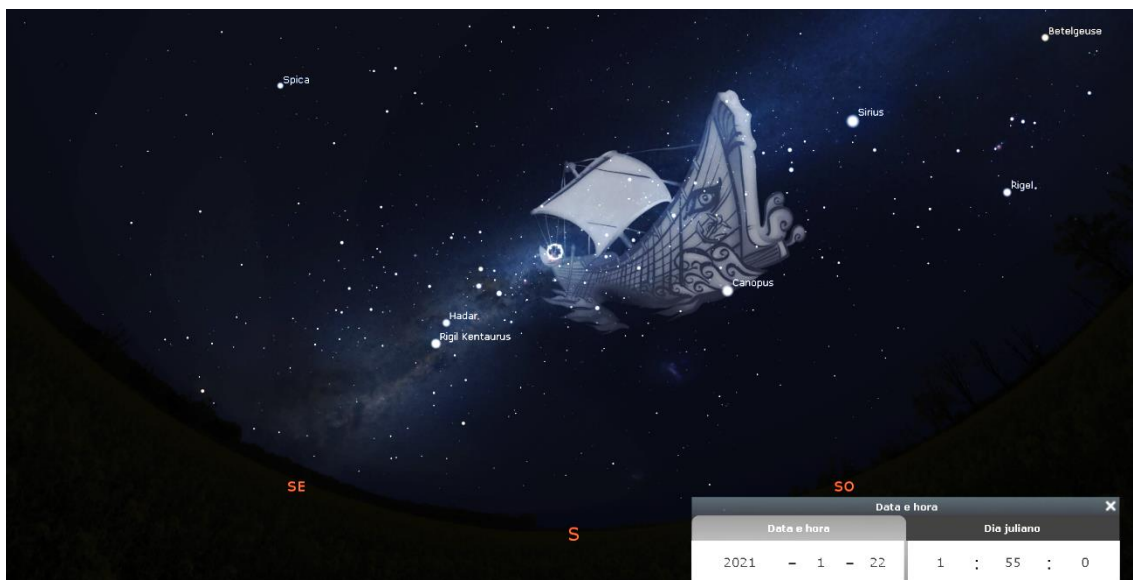 Betelgeuse
Spica
Sirius
Rigel
Canopus
Hadar
Rigil Kentaurus
SE
SO
S
Data e hora ×
Data e hora Dia juliano
2021 - 1 - 22 1 : 55 : 0